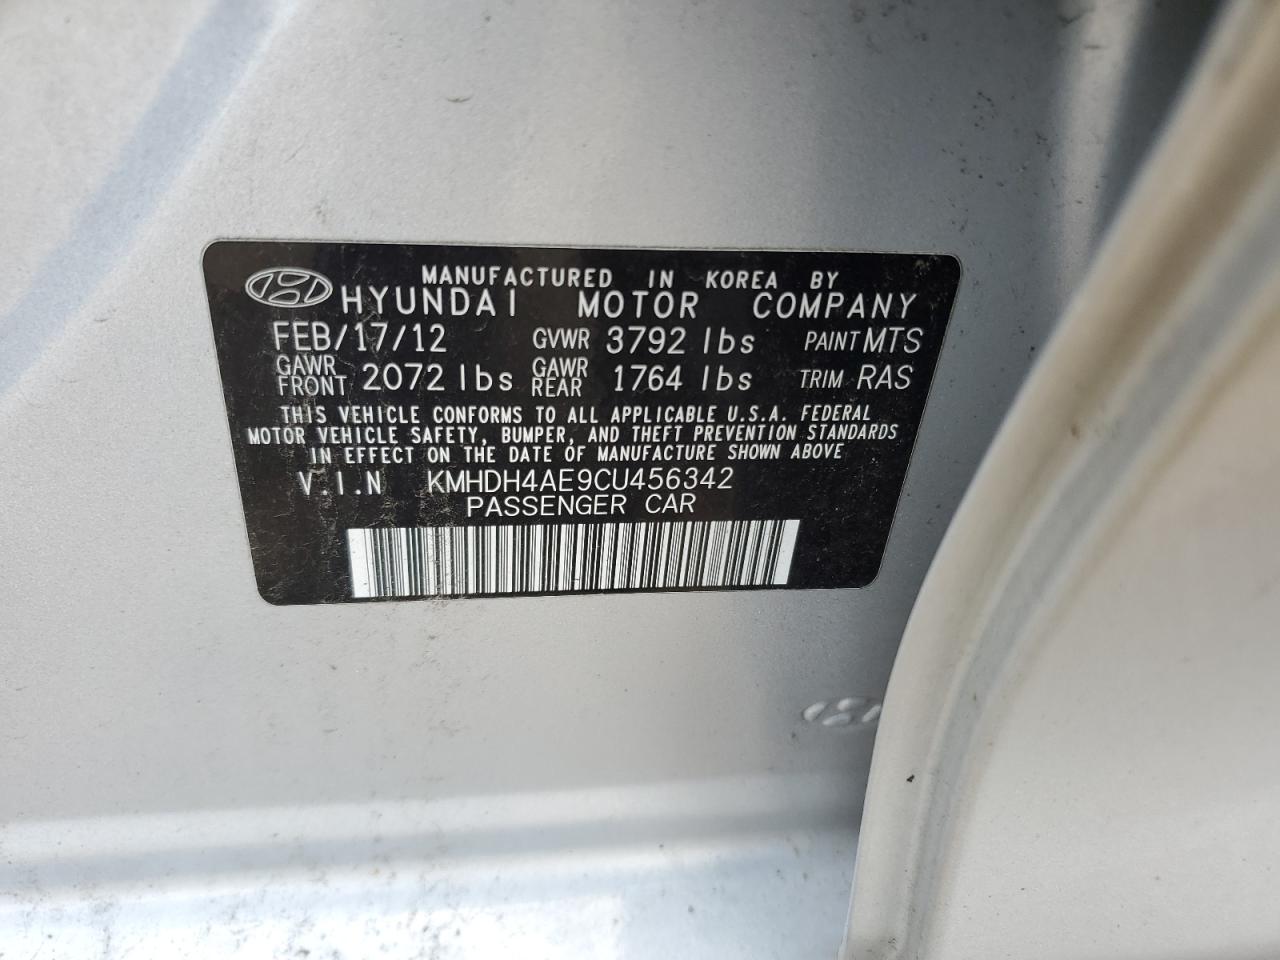 MANUFACTURED IN KOREA BY
HYUNDAI MOTOR COMPANY
FEB/17/12 GVWR 3792 lbs PAINT MTS
GAWR FRONT 2072 lbs GAWR REAR 1764 lbs TRIM RAS
THIS VEHICLE CONFORMS TO ALL APPLICABLE U.S.A. FEDERAL
MOTOR VEHICLE SAFETY, BUMPER, AND THEFT PREVENTION STANDARDS
IN EFFECT ON THE DATE OF MANUFACTURE SHOWN ABOVE
V.I.N KMHDH4AE9CU456342
PASSENGER CAR